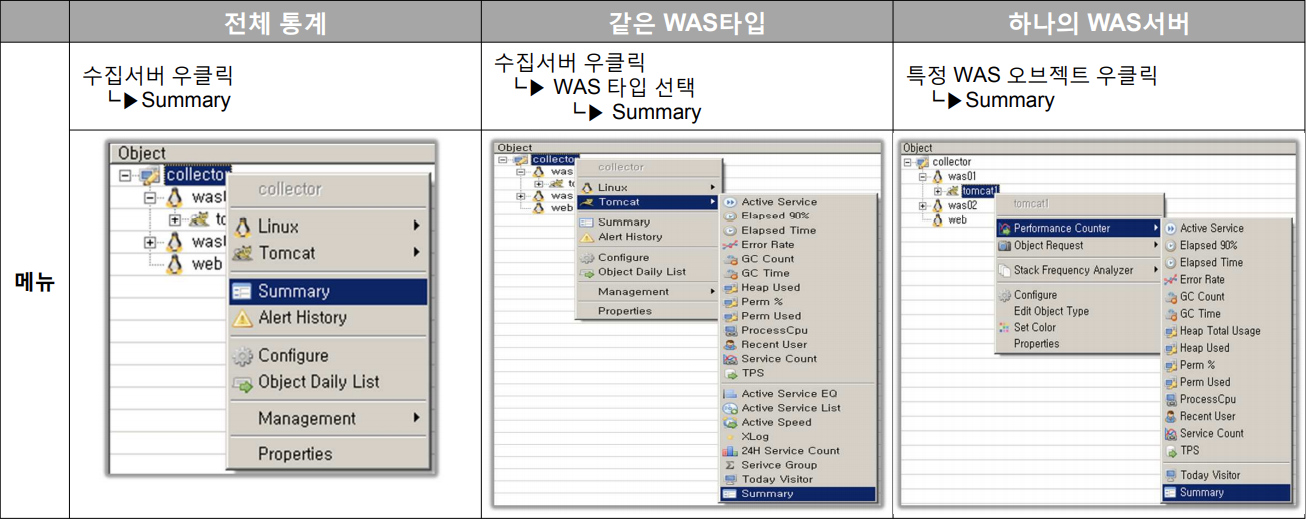 전체 통계
같은 WAS타입
하나의 WAS서버
메뉴
수집서버 우클릭
┗▶Summary
수집서버 우클릭
┗▶ WAS 타입 선택
┗▶ Summary
특정 WAS 오브젝트 우클릭
┗▶Summary
Object
collector
was
to
was
web
collector
Linux
Tomcat
Summary
Alert History
Configure
Object Daily List
Management
Properties
Object
collector
was
to
was
web
collector
Linux
Tomcat
Summary
Alert History
Configure
Object Daily List
Management
Properties
Active Service
Elapsed 90%
Elapsed Time
Error Rate
GC Count
GC Time
Heap Used
Perm %
Perm Used
ProcessCpu
Recent User
Service Count
TPS
Active Service EQ
Active Service List
Active Speed
XLog
24H Service Count
Serivce Group
Today Visitor
Summary
Object
collector
was01
tomcat1
was02
web
tomcat1
Performance Counter
Object Request
Stack Frequency Analyzer
Configure
Edit Object Type
Set Color
Properties
Active Service
Elapsed 90%
Elapsed Time
Error Rate
GC Count
GC Time
Heap Total Usage
Heap Used
Perm %
Perm Used
ProcessCpu
Recent User
Service Count
TPS
Today Visitor
Summary